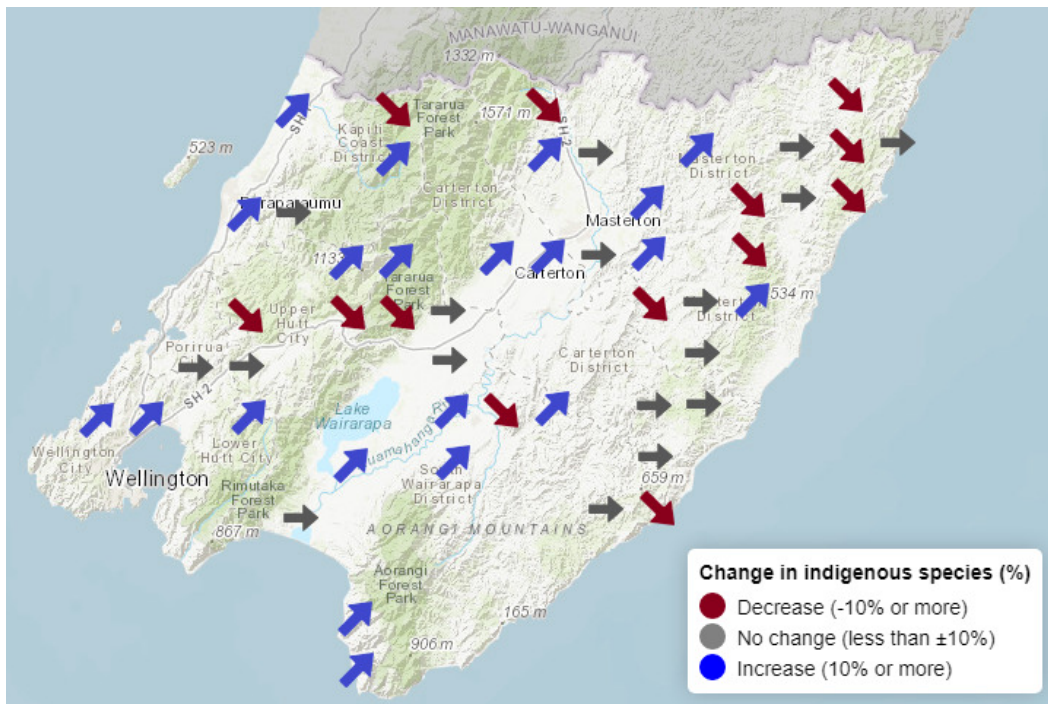 MANAWATU-WANGANUI
1332 m
Tararua
Forest
Park
1571 m
SH 2
Kapiti
Coast
District
523 m
Masterton
District
Carterton
District
Masterton
1133
Carterton
Tararua
Forest
Park
534 m
Upper
Hutt
City
Porirua
SH 2
Carterton
District
Lake
Wairarapa
Wellington
City
Lower
Hutt City
Wellington
South
Wairarapa
District
Rimutaka
Forest
Park
659 m
867 m
AORANGI MOUNTAINS
Aorangi
Forest
Park
165 m
906 m
Change in indigenous species (%)
Decrease (-10% or more)
No change (less than ±10%)
Increase (10% or more)